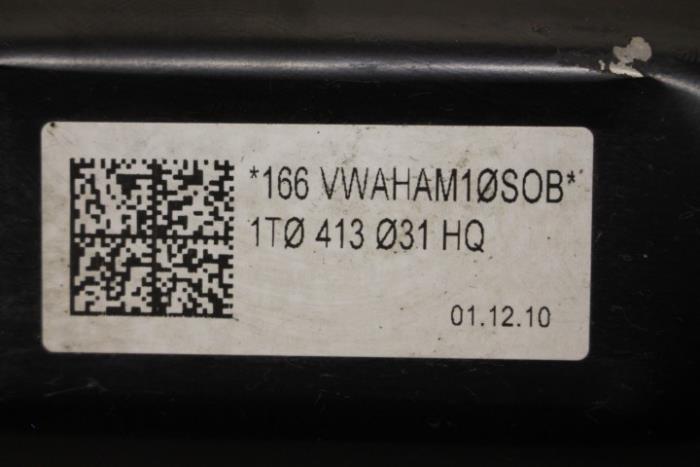 *166 VWAHAM1ØSOB*
1TØ 413 Ø31 HQ
01.12.10